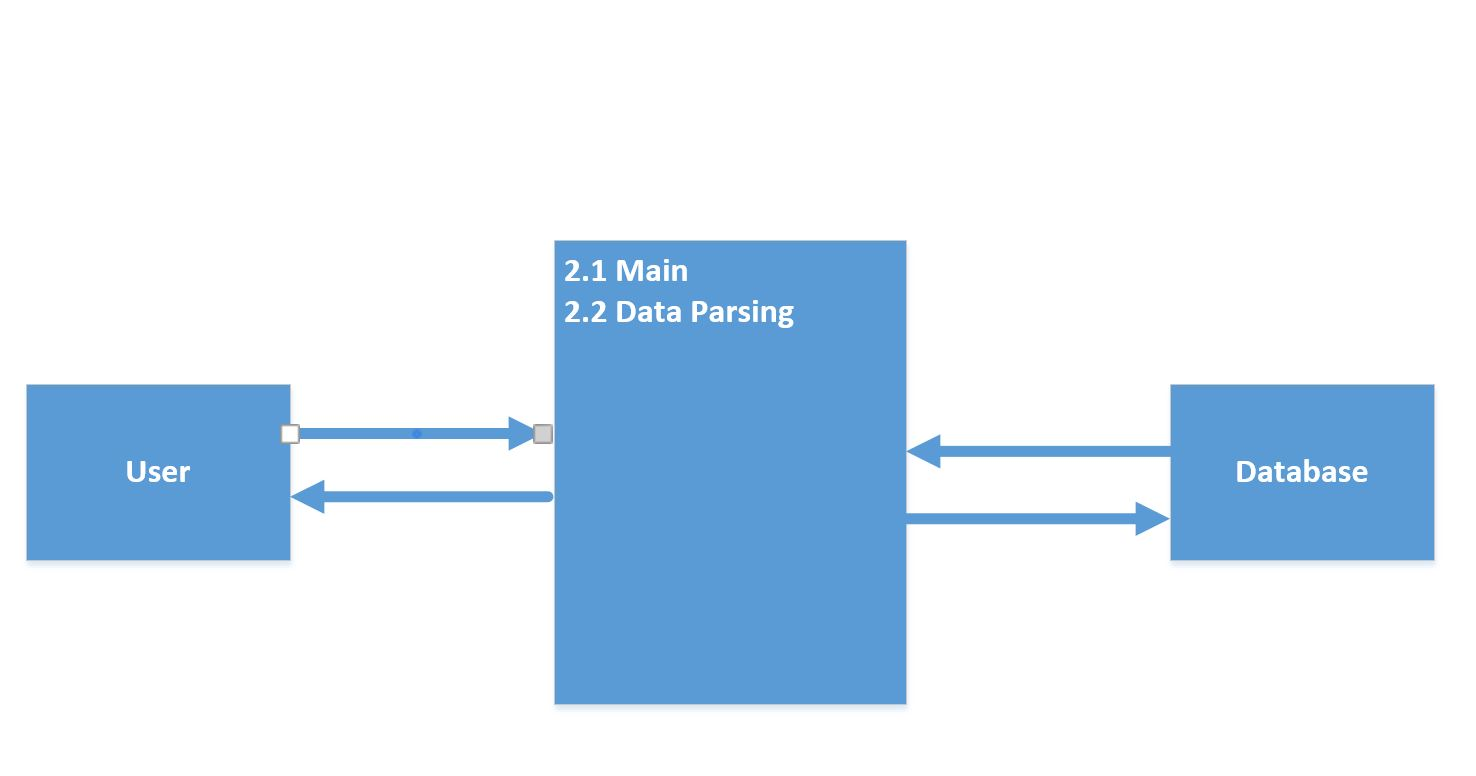 2.1 Main
2.2 Data Parsing
User
Database